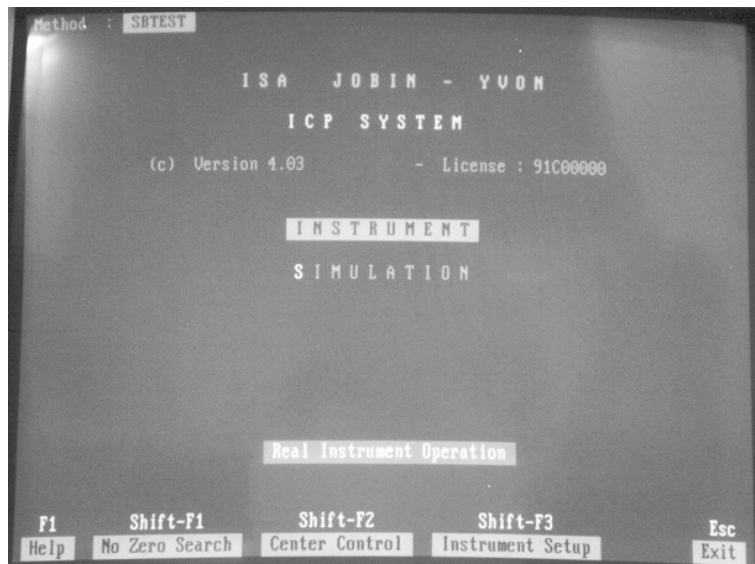 Method : SBTEST
ISA JOBIN - YVON
ICP SYSTEM
(c) Version 4.03 - License : 91C00000
INSTRUMENT
SIMULATION
Real Instrument Operation
F1 Shift-F1 Shift-F2 Shift-F3 Esc
Help No Zero Search Center Control Instrument Setup Exit